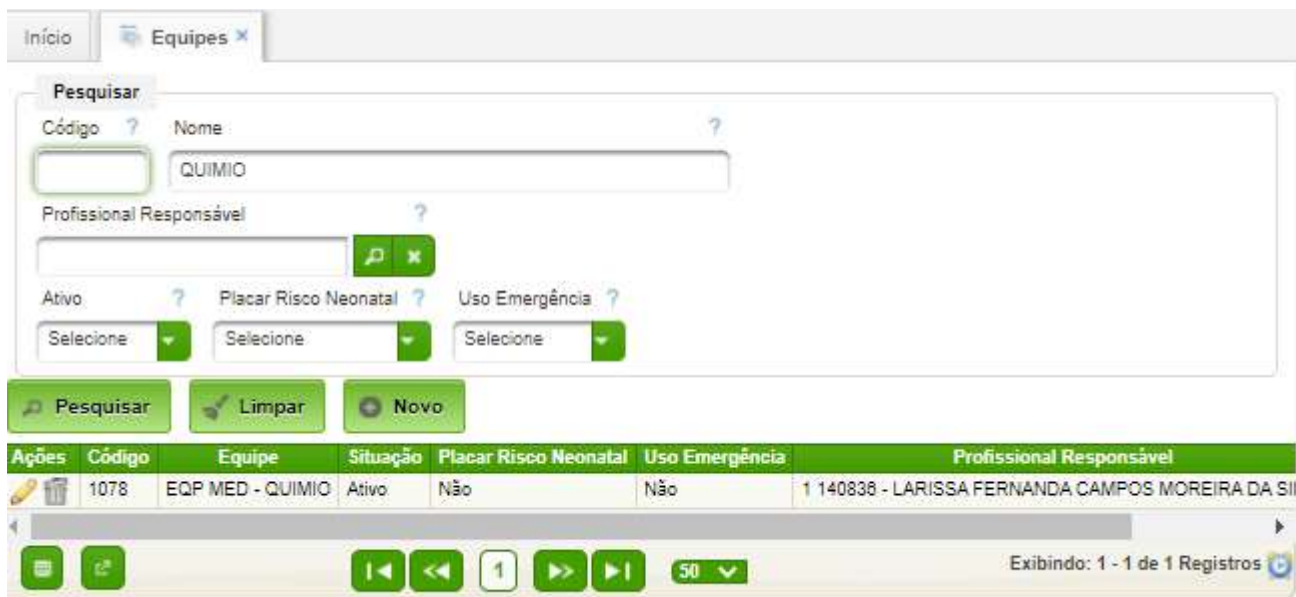 Início Equipes ×
Pesquisar
Código ? Nome ?
QUIMIO
Profissional Responsável ?
Ativo ? Placar Risco Neonatal ? Uso Emergência ?
Selecione Selecione Selecione
Pesquisar Limpar Novo
Ações Código Equipe Situação Placar Risco Neonatal Uso Emergência Profissional Responsável
1078 EQP MED - QUIMIO Ativo Não Não 1 140838 - LARISSA FERNANDA CAMPOS MOREIRA DA SI
1 50 Exibindo: 1 - 1 de 1 Registros